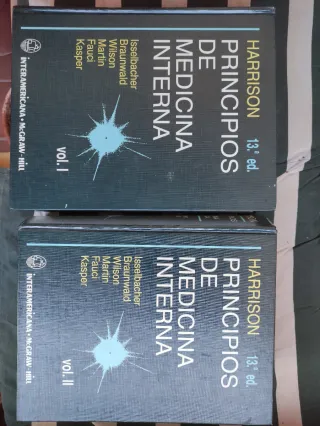 HARRISON 13.ª ed.
PRINCIPIOS
DE
MEDICINA
INTERNA
Isselbacher
Braunwald
Wilson
Martin
Fauci
Kasper
vol. I
INTERAMERICANA • McGRAW-HILL
HARRISON 13.ª ed.
PRINCIPIOS
DE
MEDICINA
INTERNA
Isselbacher
Braunwald
Wilson
Martin
Fauci
Kasper
vol. II
INTERAMERICANA • McGRAW-HILL